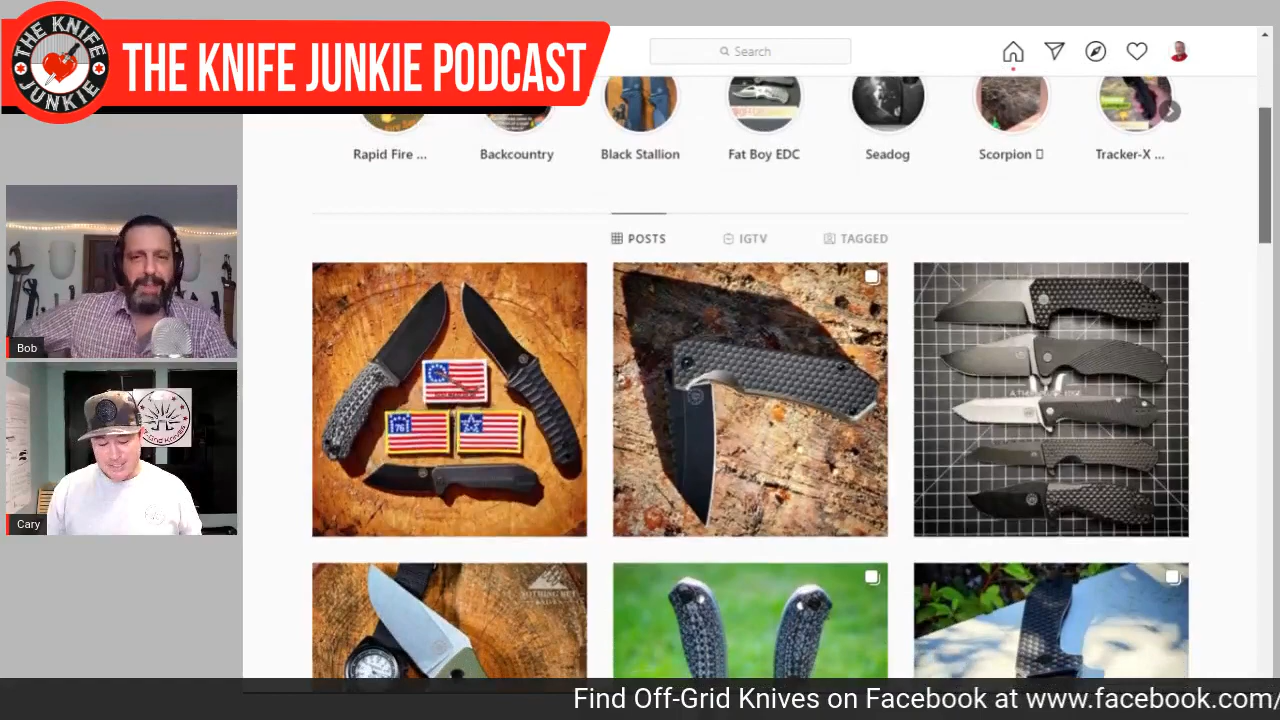 THE KNIFE JUNKIE
THE KNIFE JUNKIE PODCAST
Search
Rapid Fire ...
Backcountry
Black Stallion
Fat Boy EDC
Seadog
Scorpion
Tracker-X ...
POSTS
IGTV
TAGGED
Bob
Cary
76
Find Off-Grid Knives on Facebook at www.facebook.com/